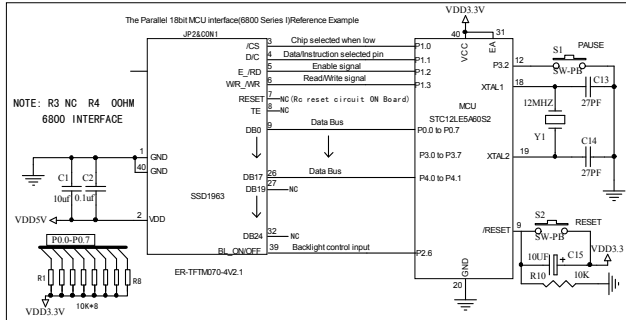 The Parallel 18bit MCU interface(6800 Series I)Reference Example
JP2&CON1
VDD3.3V
40
31
VCC
EA
/CS
3
Chip selected when low
P1.0
D/C
4
Data/Instruction selected pin
P1.1
E_/RD
5
Enable signal
P1.2
WR_/WR
6
Read/Write signal
P1.3
RESET
7
NC(Rc reset circuit ON Board)
TE
8
NC
DB0
9
Data Bus
P0.0 to P0.7
P3.0 to P3.7
DB17
26
Data Bus
P4.0 to P4.1
DB19
27
NC
DB24
32
NC
BL_ON/OFF
39
Backlight control input
P2.6
SSD1963
ER-TFTM070-4V2.1
MCU
STC12LE5A60S2
NOTE: R3 NC R4 0OHM
6800 INTERFACE
1
GND
40
GND
C1
C2
10uf
0.1uf
VDD5V
2
VDD
P0.0-P0.7
R1
R8
10K*8
VDD3.3V
P3.2
12
S1
PAUSE
SW-PB
XTAL1
18
C13
27PF
12MHZ
Y1
XTAL2
19
C14
27PF
/RESET
9
S2
RESET
SW-PB
VDD3.3
10UF
+
C15
R10
10K
GND
20